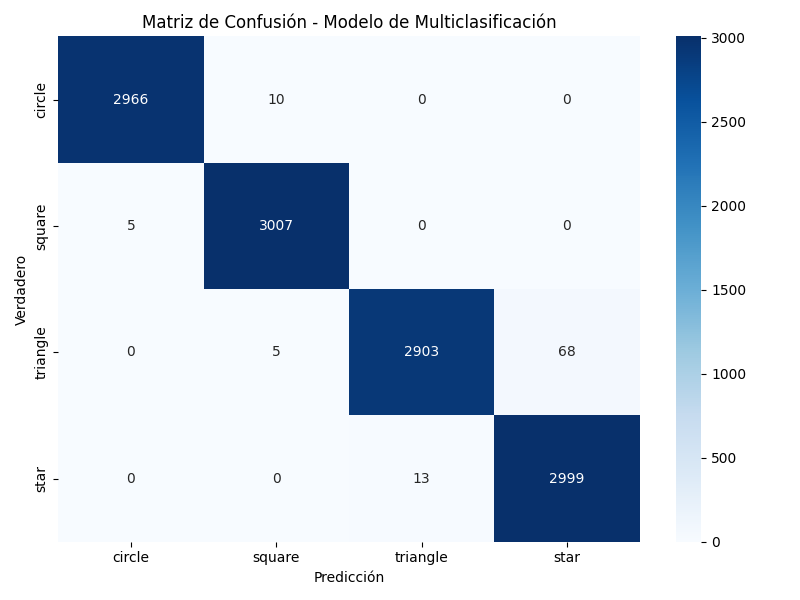 Matriz de Confusión - Modelo de Multiclasificación
circle 2966 10 0 0
square 5 3007 0 0
triangle 0 5 2903 68
star 0 0 13 2999
circle square triangle star
Predicción
Verdadero
3000
2500
2000
1500
1000
500
0